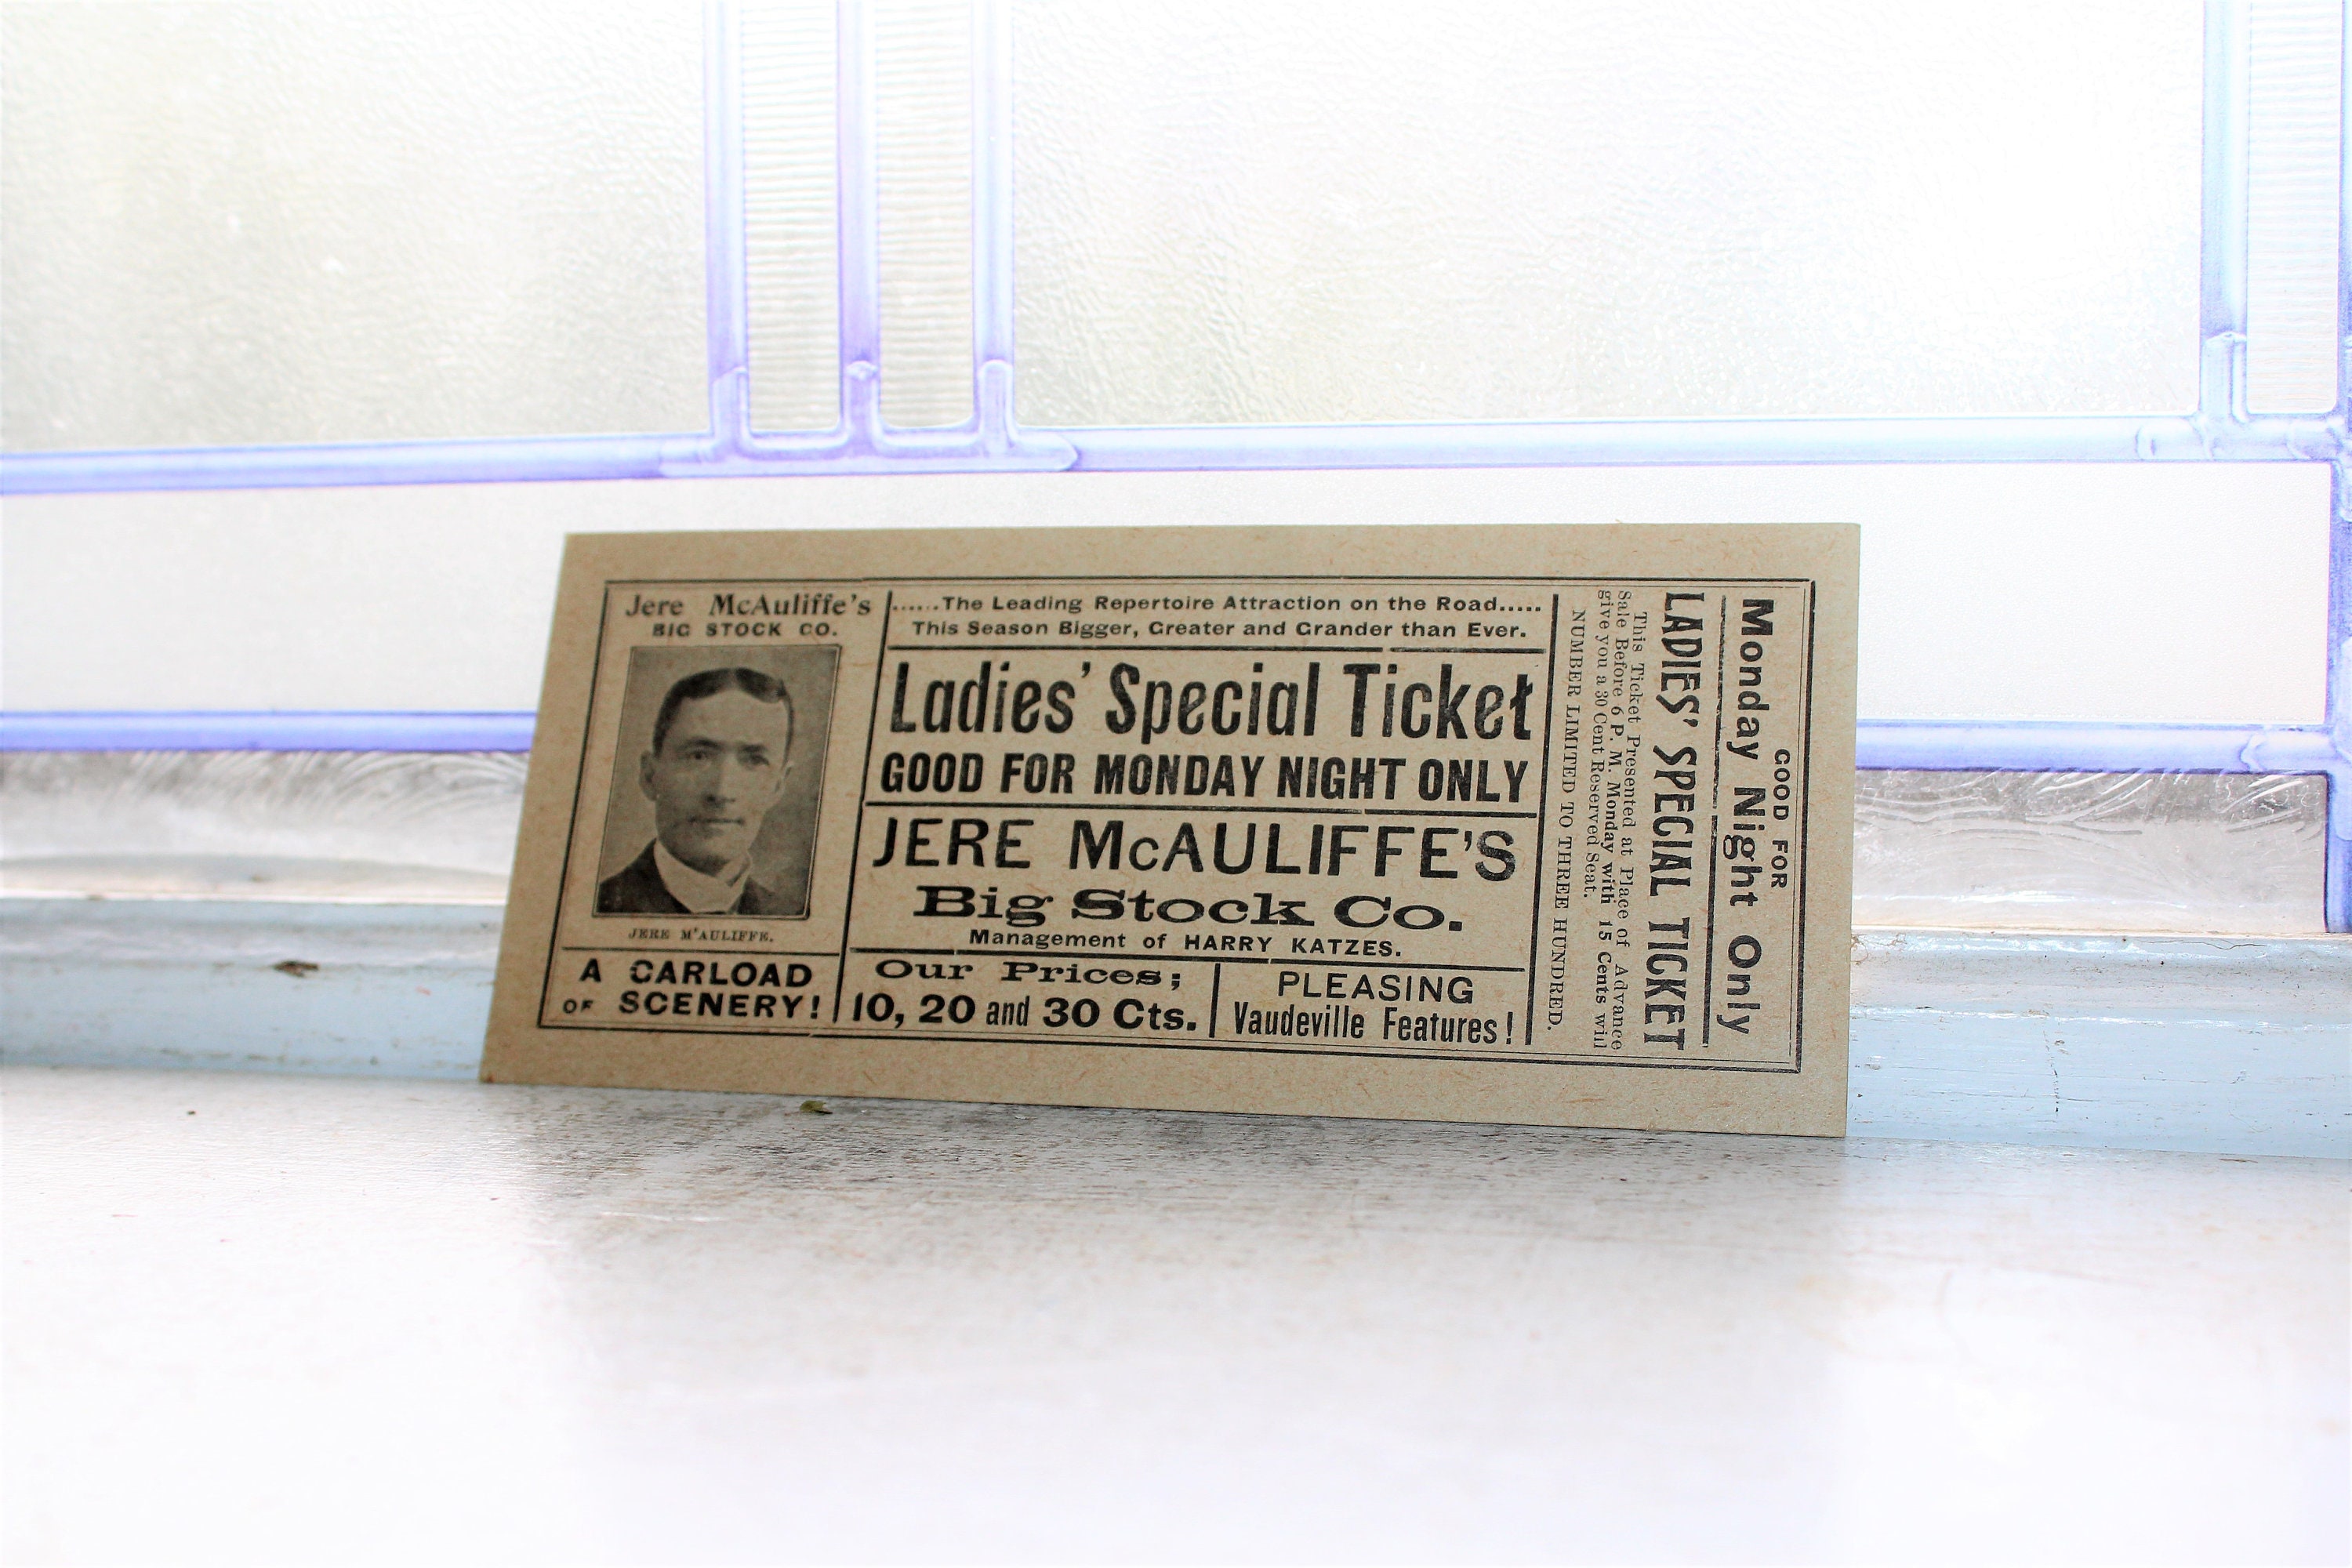 Jere McAuliffe's
BIG STOCK CO.
JERE M'AULIFFE.
A CARLOAD
OF SCENERY!
......The Leading Repertoire Attraction on the Road.....
This Season Bigger, Greater and Grander than Ever.
Ladies' Special Ticket
GOOD FOR MONDAY NIGHT ONLY
JERE McAULIFFE'S
Big Stock Co.
Management of HARRY KATZES.
Our Prices;
10, 20 and 30 Cts.
PLEASING
Vaudeville Features!
GOOD FOR
Monday Night Only
LADIES' SPECIAL TICKET
This Ticket Presented at Place of Advance
Sale Before 6 P. M. Monday with 15 Cents will
give you a 30 Cent Reserved Seat.
NUMBER LIMITED TO THREE HUNDRED.